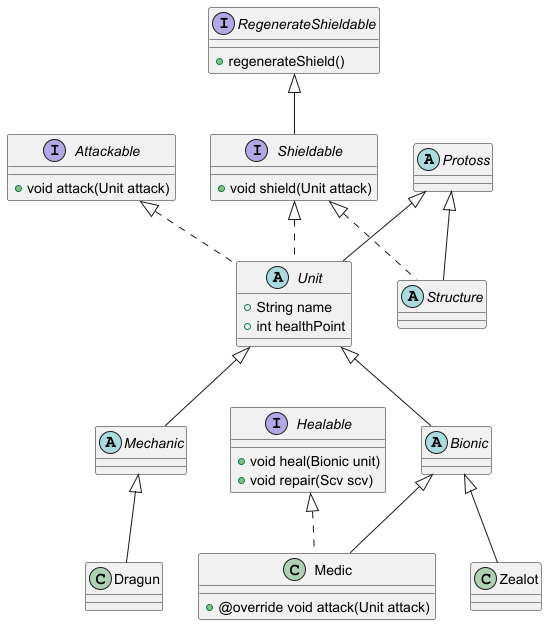 I RegenerateShieldable
regenerateShield()
I Attackable
void attack(Unit attack)
I Shieldable
void shield(Unit attack)
A Protoss
A Unit
String name
int healthPoint
A Structure
A Mechanic
I Healable
void heal(Bionic unit)
void repair(Scv scv)
A Bionic
C Dragun
C Medic
@override void attack(Unit attack)
C Zealot